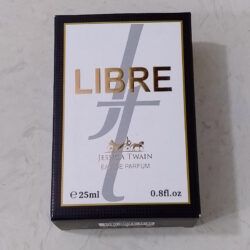 LIBRE
JESSICA TWAIN
EAU DE PARFUM
℮25ml 0.8fl.oz